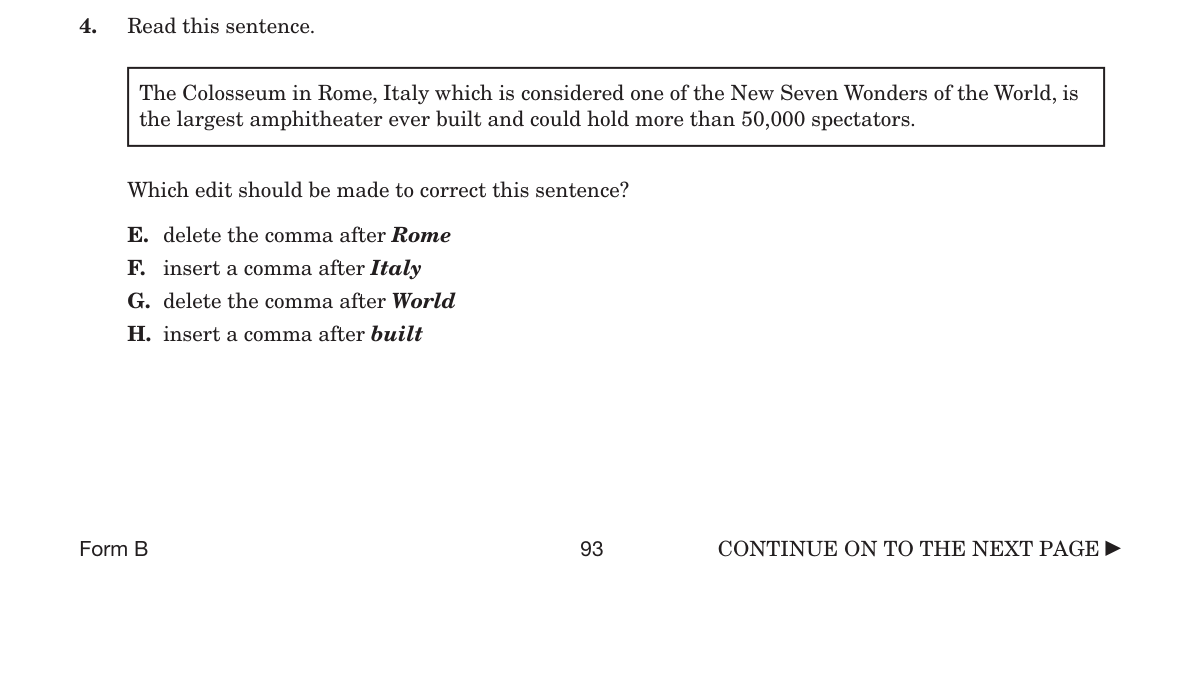 4. Read this sentence.
The Colosseum in Rome, Italy which is considered one of the New Seven Wonders of the World, is
the largest amphitheater ever built and could hold more than 50,000 spectators.
Which edit should be made to correct this sentence?
E. delete the comma after Rome
F. insert a comma after Italy
G. delete the comma after World
H. insert a comma after built
Form B 93 CONTINUE ON TO THE NEXT PAGE ►